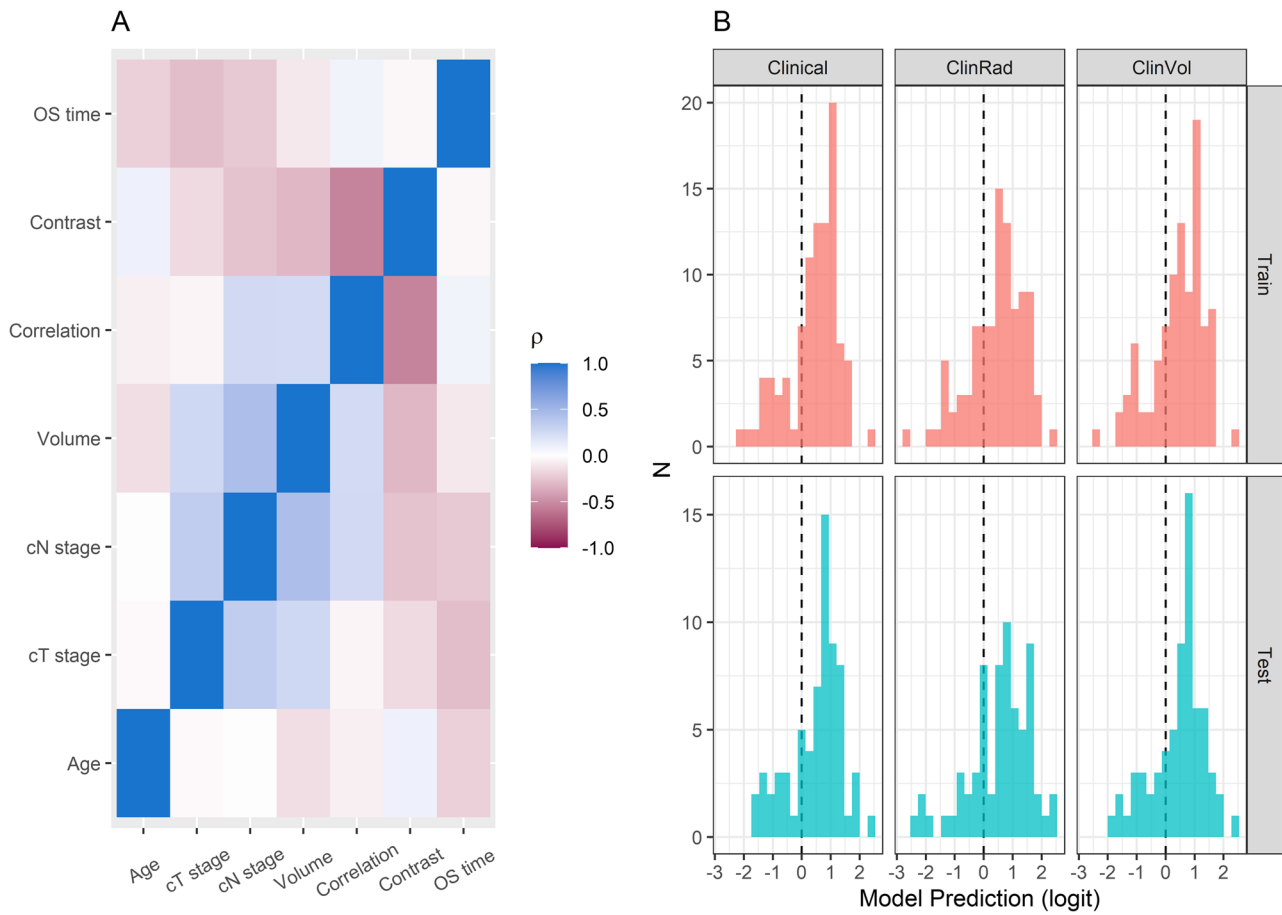 A
OS time
Contrast
Correlation
Volume
cN stage
cT stage
Age
Age
cT stage
cN stage
Volume
Correlation
Contrast
OS time
ρ
1.0
0.5
0.0
-0.5
-1.0
B
Clinical
ClinRad
ClinVol
20
15
10
5
0
Train
N
15
10
5
0
Test
-3 -2 -1 0 1 2
-3 -2 -1 0 1 2
-3 -2 -1 0 1 2
Model Prediction (logit)